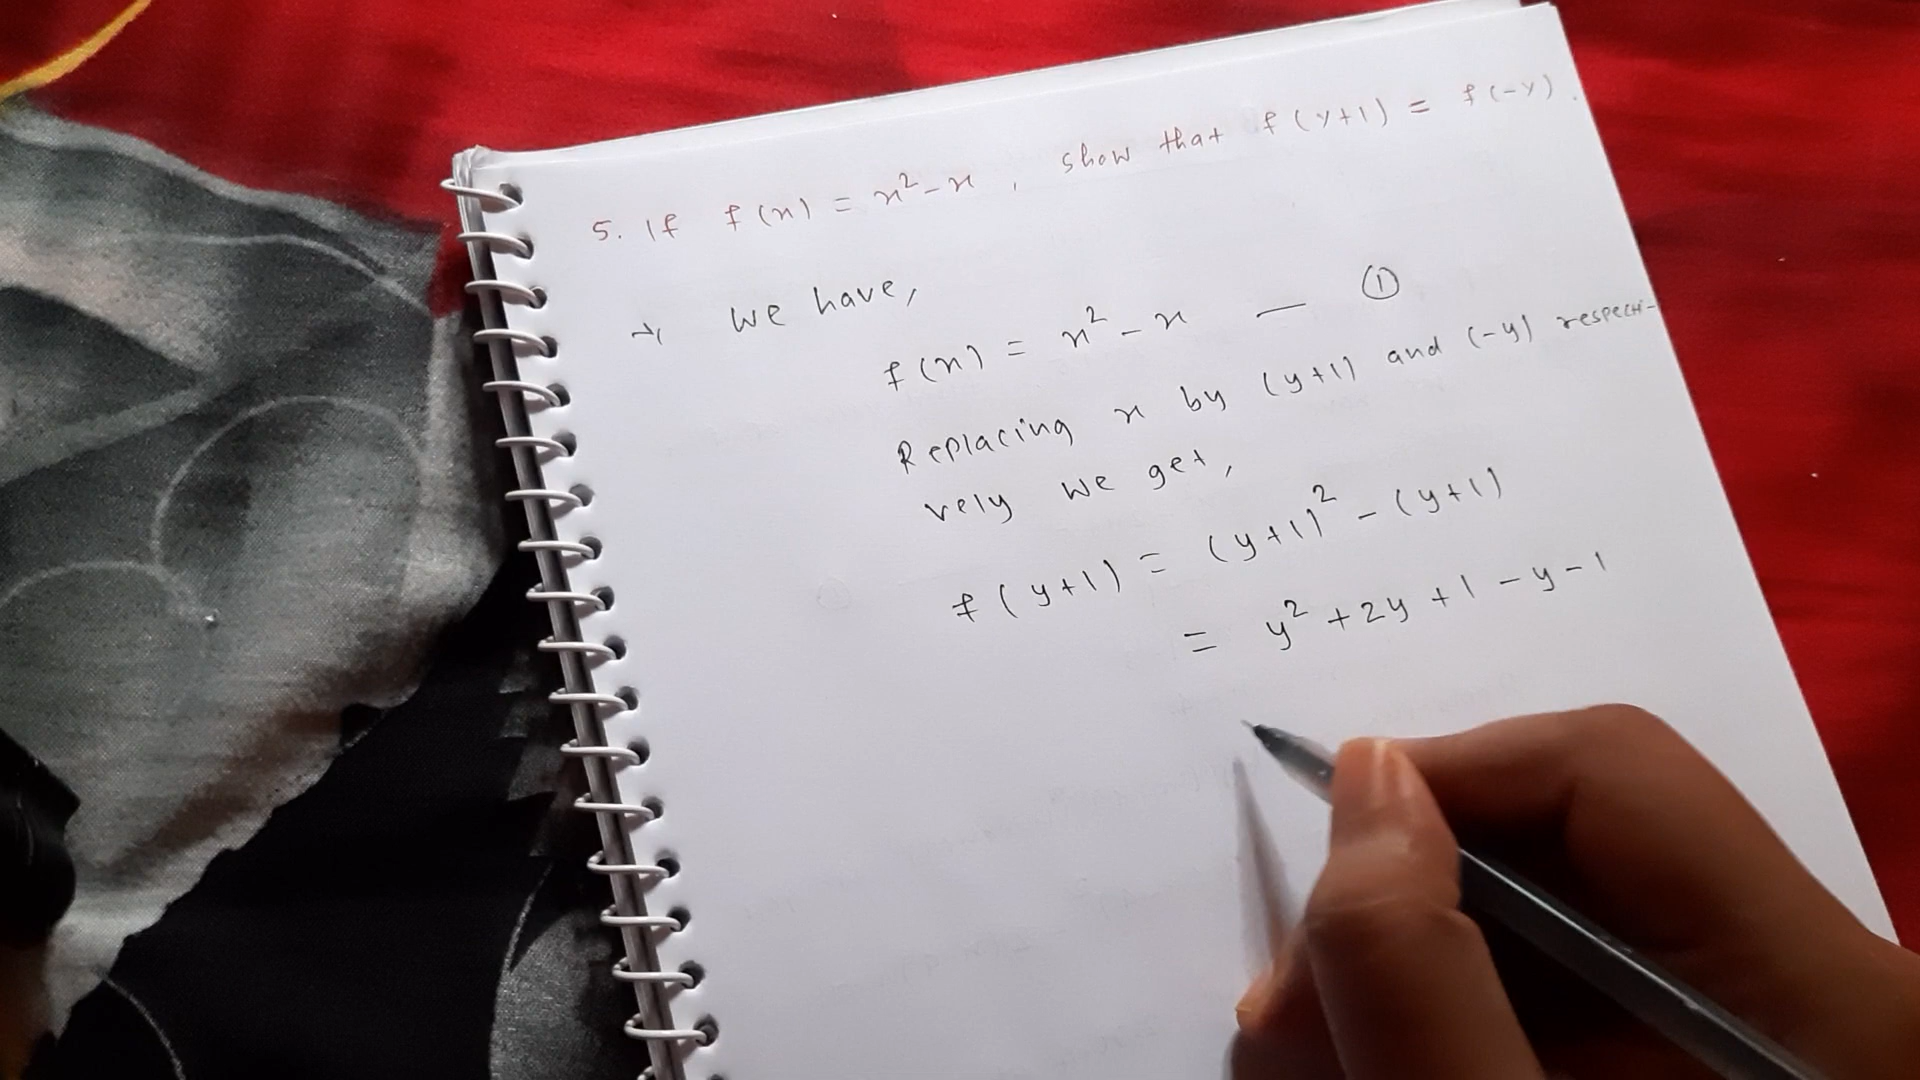 5. If f(x) = x² - x , show that f(y+1) = f(-y).
→ We have,
f(x) = x² - x — ①
Replacing x by (y+1) and (-y) respecti-
vely we get,
f(y+1) = (y+1)² - (y+1)
= y² + 2y + 1 - y - 1